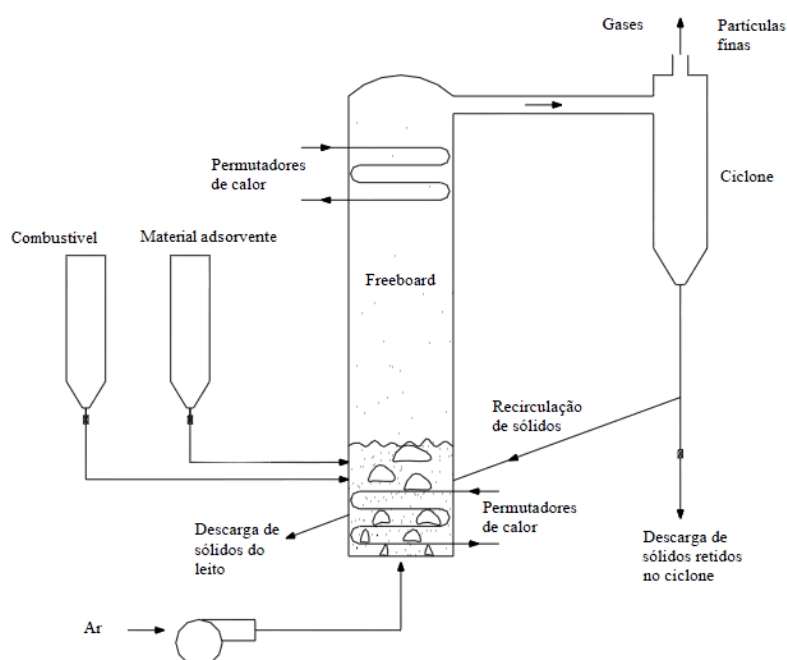 Gases
Partículas
finas
Permutadores
de calor
Ciclone
Combustível
Material adsorvente
Freeboard
Recirculação
de sólidos
Permutadores
de calor
Descarga de
sólidos do
leito
Descarga de
sólidos retidos
no ciclone
Ar